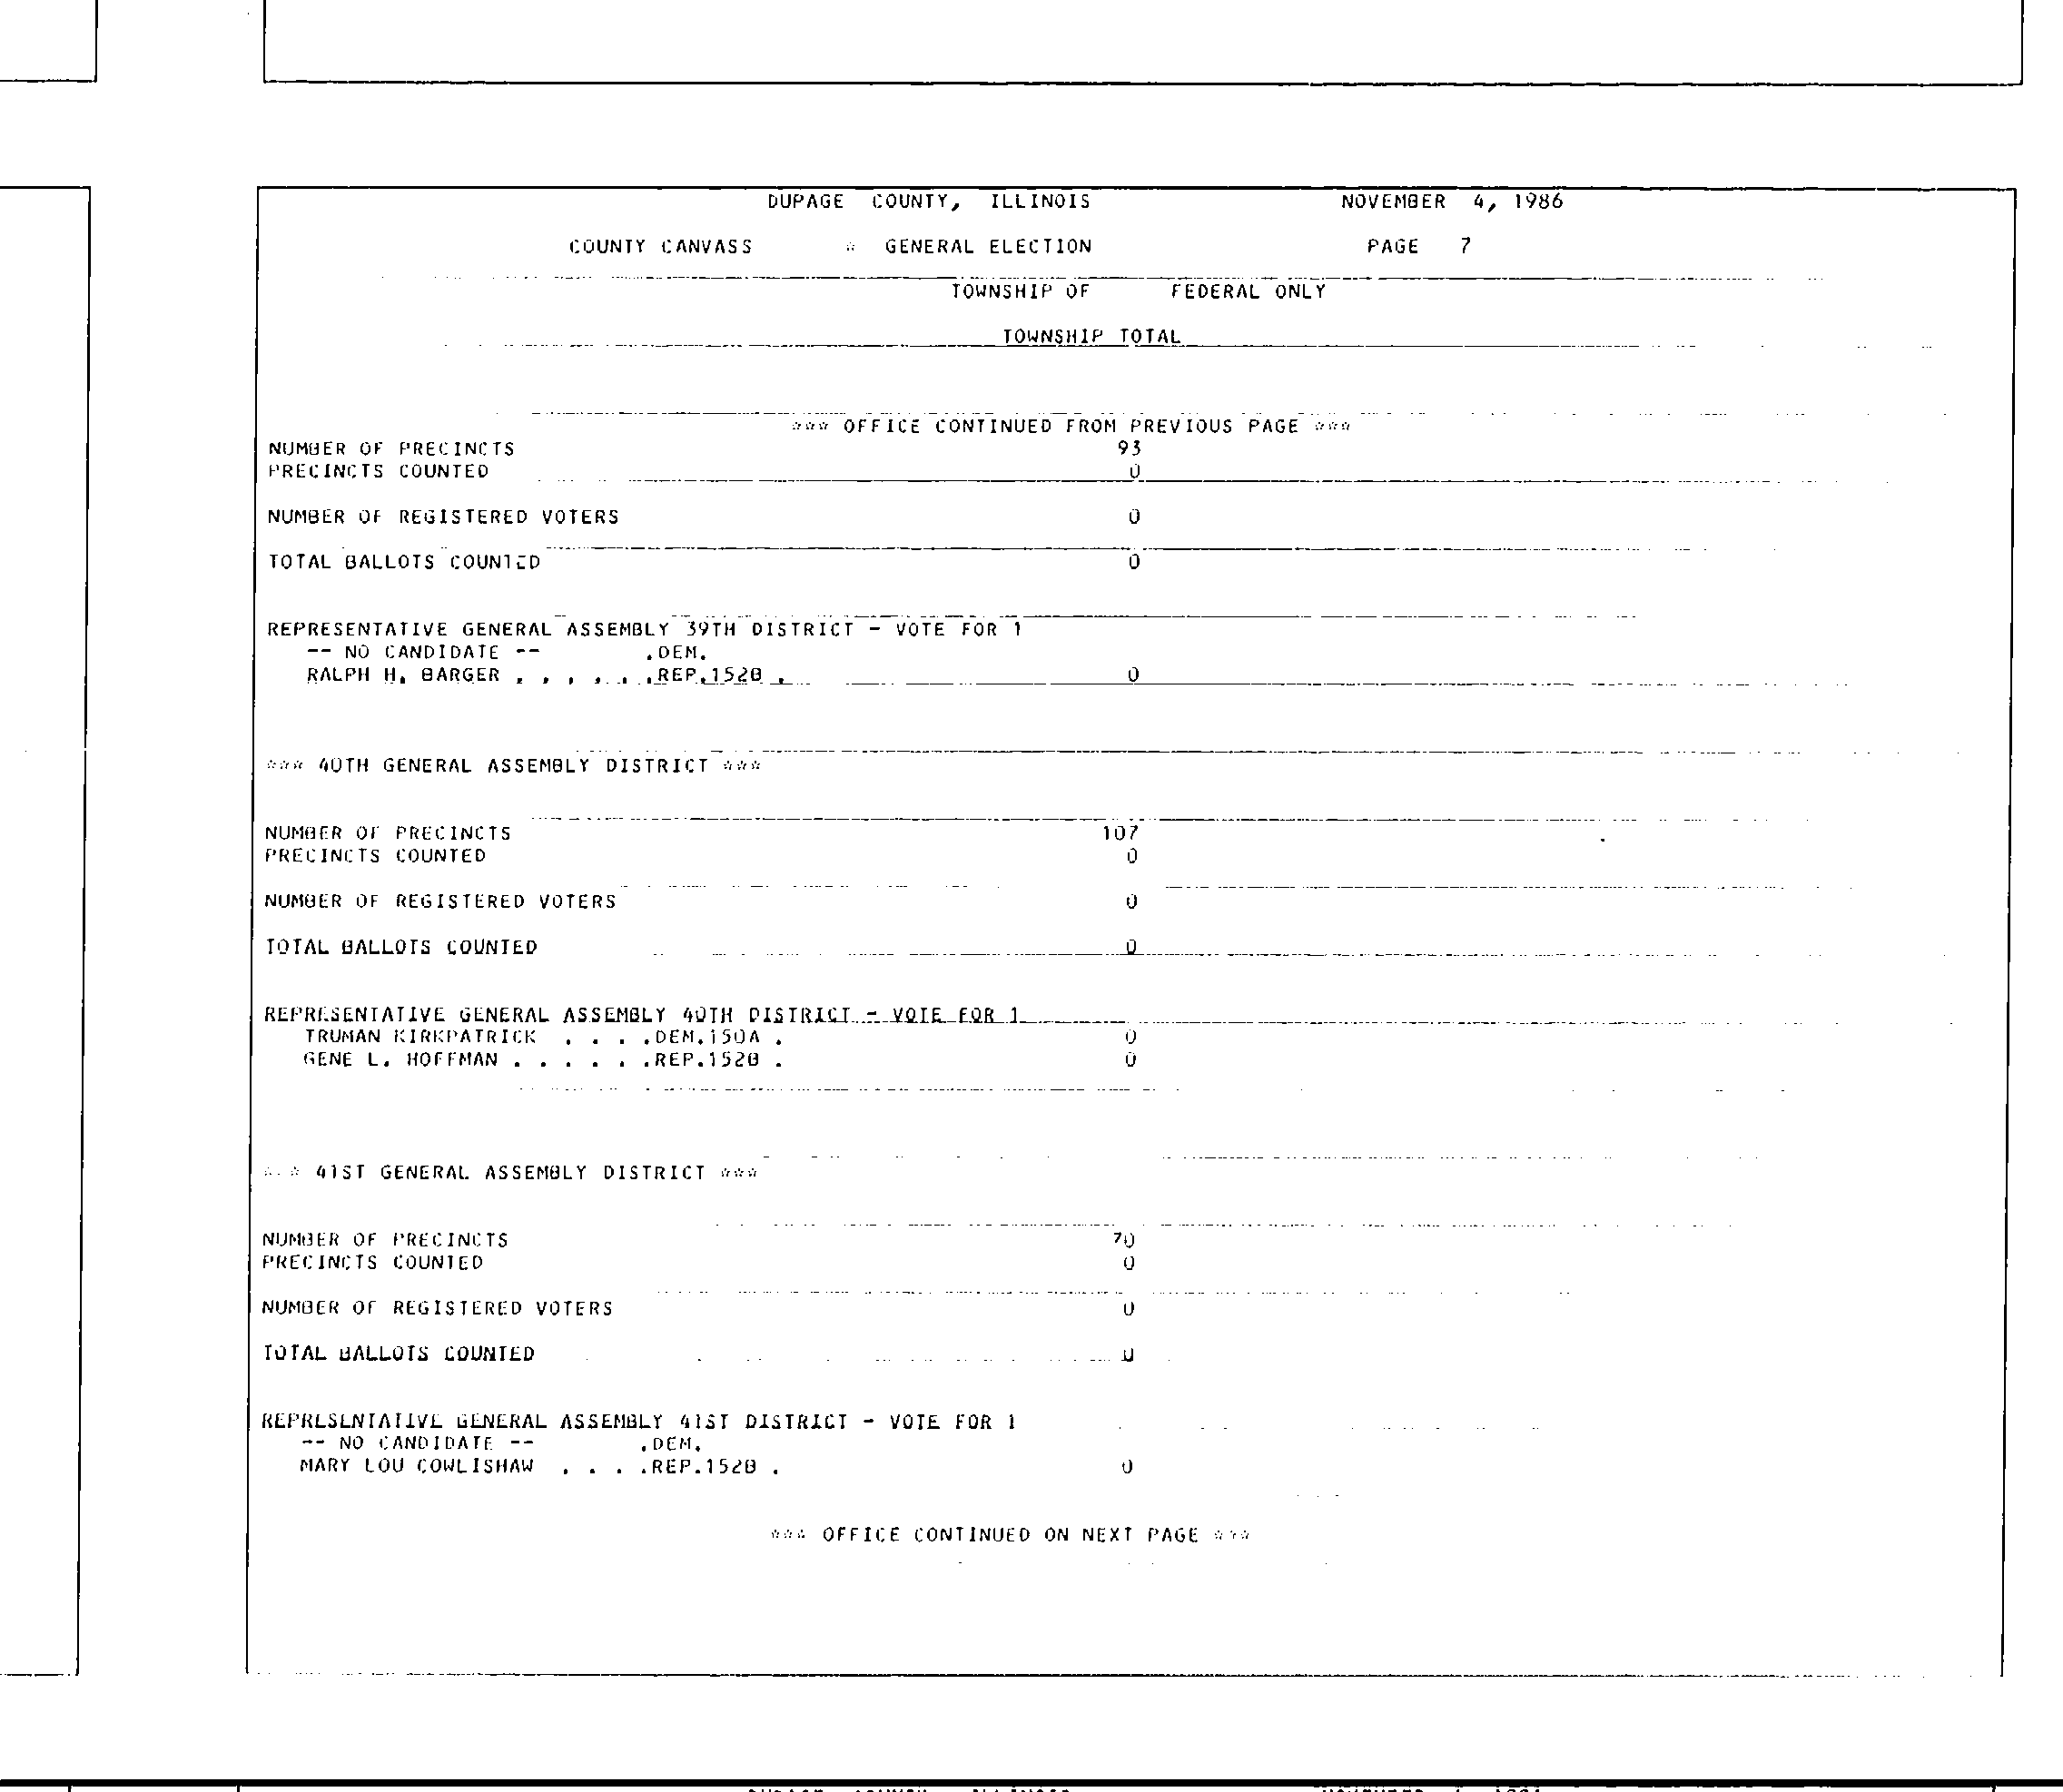 DUPAGE COUNTY, ILLINOIS NOVEMBER 4, 1986
COUNTY CANVASS * GENERAL ELECTION PAGE 7
TOWNSHIP OF FEDERAL ONLY
TOWNSHIP TOTAL
*** OFFICE CONTINUED FROM PREVIOUS PAGE ***
NUMBER OF PRECINCTS 93
PRECINCTS COUNTED 0
NUMBER OF REGISTERED VOTERS 0
TOTAL BALLOTS COUNTED 0
REPRESENTATIVE GENERAL ASSEMBLY 39TH DISTRICT - VOTE FOR 1
-- NO CANDIDATE -- .DEM.
RALPH H. BARGER . . . . . .REP.152B . 0
*** 40TH GENERAL ASSEMBLY DISTRICT ***
NUMBER OF PRECINCTS 107
PRECINCTS COUNTED 0
NUMBER OF REGISTERED VOTERS 0
TOTAL BALLOTS COUNTED 0
REPRESENTATIVE GENERAL ASSEMBLY 40TH DISTRICT - VOTE FOR 1
TRUMAN KIRKPATRICK . . . .DEM.150A . 0
GENE L. HOFFMAN . . . . . .REP.152B . 0
*** 41ST GENERAL ASSEMBLY DISTRICT ***
NUMBER OF PRECINCTS 70
PRECINCTS COUNTED 0
NUMBER OF REGISTERED VOTERS 0
TOTAL BALLOTS COUNTED 0
REPRESENTATIVE GENERAL ASSEMBLY 41ST DISTRICT - VOTE FOR 1
-- NO CANDIDATE -- .DEM.
MARY LOU COWLISHAW . . . .REP.152B . 0
*** OFFICE CONTINUED ON NEXT PAGE ***